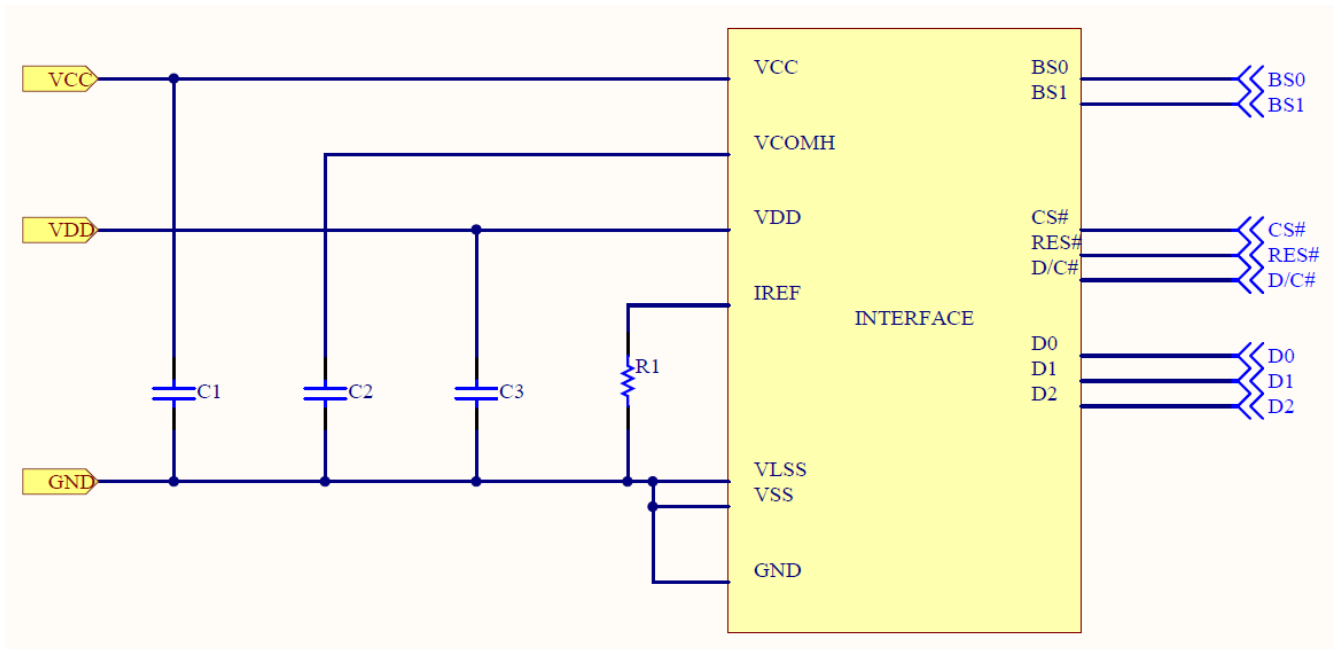 VCC
VCC
BS0
BS0
BS1
BS1
VCOMH
VDD
VDD
CS#
CS#
RES#
RES#
D/C#
D/C#
IREF
INTERFACE
D0
D0
R1
D1
D1
C1
C2
C3
D2
D2
GND
VLSS
VSS
GND